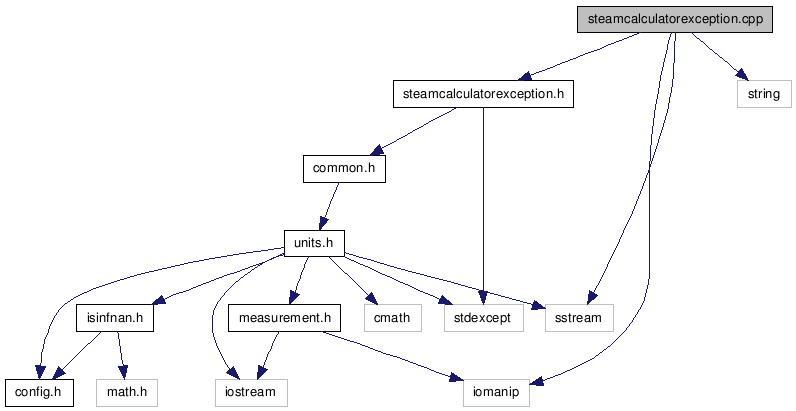 steamcalculatorexception.cpp
steamcalculatorexception.h
string
common.h
units.h
isinfnan.h
measurement.h
cmath
stdexcept
sstream
config.h
math.h
iostream
iomanip